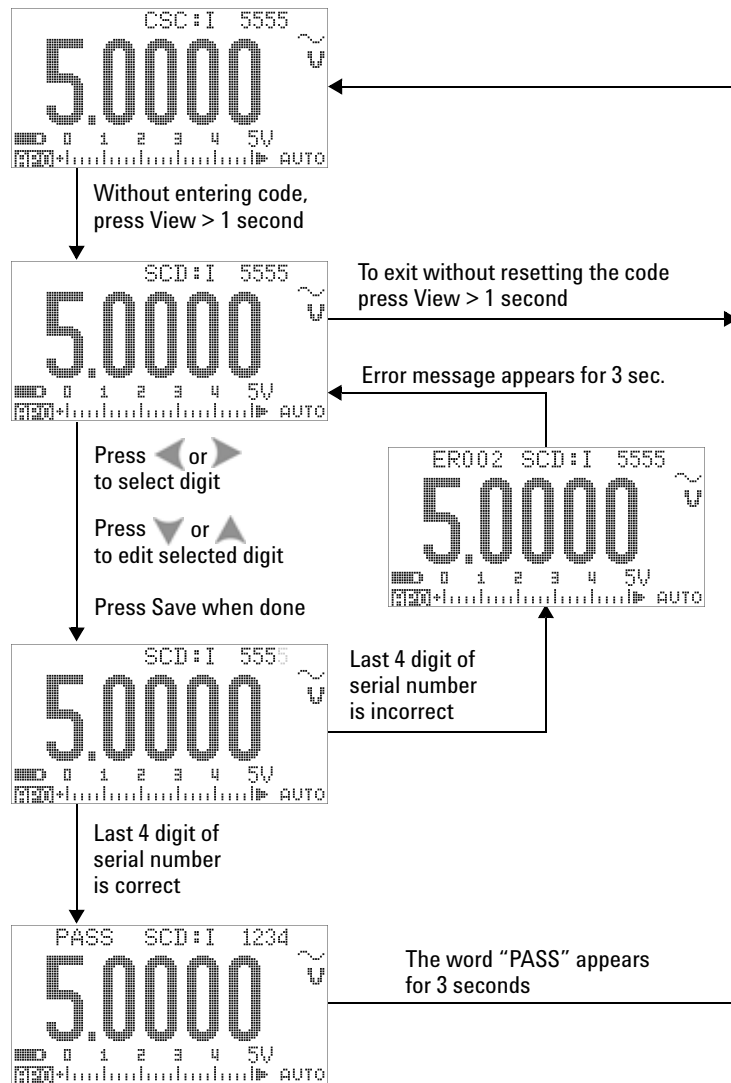 CSC:I 5555
5.0000
V
0 1 2 3 4 5V
APO AUTO
Without entering code,
press View > 1 second
SCD:I 5555
5.0000
V
0 1 2 3 4 5V
APO AUTO
To exit without resetting the code
press View > 1 second
Error message appears for 3 sec.
Press or
to select digit
Press or
to edit selected digit
Press Save when done
ER002 SCD:I 5555
5.0000
V
0 1 2 3 4 5V
APO AUTO
SCD:I 5555
5.0000
V
0 1 2 3 4 5V
APO AUTO
Last 4 digit of
serial number
is incorrect
Last 4 digit of
serial number
is correct
PASS SCD:I 1234
5.0000
V
0 1 2 3 4 5V
APO AUTO
The word “PASS” appears
for 3 seconds